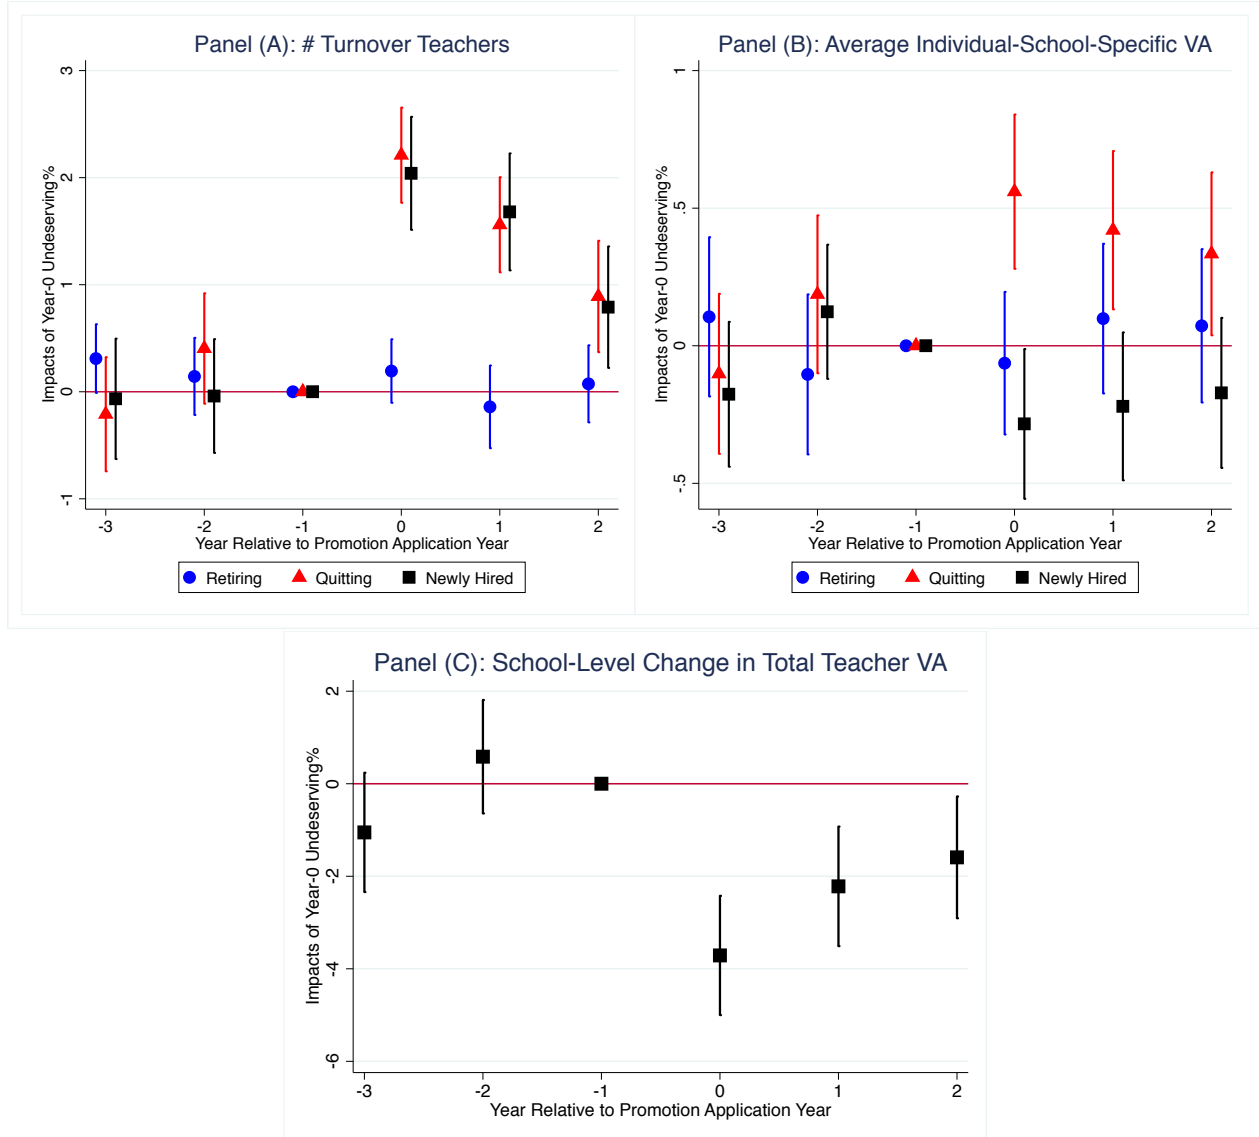 Panel (A): # Turnover Teachers
Impacts of Year-0 Undeserving%
3
2
1
0
-1
-3 -2 -1 0 1 2
Year Relative to Promotion Application Year
Retiring Quitting Newly Hired
Panel (B): Average Individual-School-Specific VA
Impacts of Year-0 Undeserving%
1
.5
0
-.5
-3 -2 -1 0 1 2
Year Relative to Promotion Application Year
Retiring Quitting Newly Hired
Panel (C): School-Level Change in Total Teacher VA
Impacts of Year-0 Undeserving%
2
0
-2
-4
-6
-3 -2 -1 0 1 2
Year Relative to Promotion Application Year